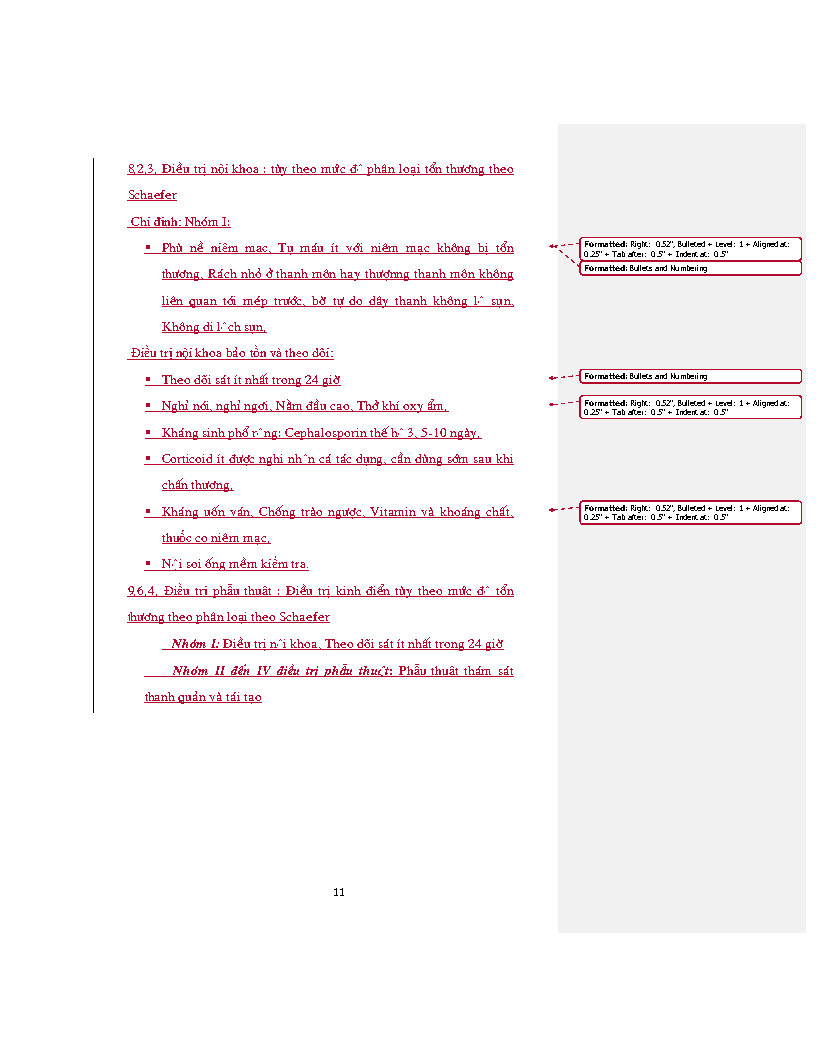 8.2.3. Điều trị nội khoa : tùy theo mức đ^ phân loại tổn thương theo
Schaefer
Chỉ định: Nhóm I:
▪ Phù nề niêm mạc, Tụ máu ít với niêm mạc không bị tổn
thương, Rách nhỏ ở thanh môn hay thượnng thanh môn không
liên quan tới mép trước, bờ tự do dây thanh không l^ sụn,
Không di l^ch sụn.
Điều trị nội khoa bảo tồn và theo dõi:
▪ Theo dõi sát ít nhất trong 24 giờ
▪ Nghỉ nói, nghỉ ngơi, Nằm đầu cao, Thở khí oxy ẩm.
▪ Kháng sinh phổ r^ng: Cephalosporin thế h^ 3, 5-10 ngày.
▪ Corticoid ít được nghi nh^n cá tác dụng, cần dùng sớm sau khi
chấn thương.
▪ Kháng uốn ván, Chống trào ngược, Vitamin và khoáng chất,
thuốc co niêm mạc.
▪ N^i soi ống mềm kiểm tra.
9.6.4. Điều trị phẫu thuật : Điều trị kinh điển tùy theo mức đ^ tổn
thương theo phân loại theo Schaefer
Nhóm I: Điều trị n^i khoa, Theo dõi sát ít nhất trong 24 giờ
Nhóm II đến IV điều trị phẫu thu^t: Phẫu thuật thám sát
thanh quản và tái tạo
Formatted: Right: 0.52", Bulleted + Level: 1 + Aligned at:
0.25" + Tab after: 0.5" + Indent at: 0.5"
Formatted: Bullets and Numbering
Formatted: Bullets and Numbering
Formatted: Right: 0.52", Bulleted + Level: 1 + Aligned at:
0.25" + Tab after: 0.5" + Indent at: 0.5"
Formatted: Right: 0.52", Bulleted + Level: 1 + Aligned at:
0.25" + Tab after: 0.5" + Indent at: 0.5"
11